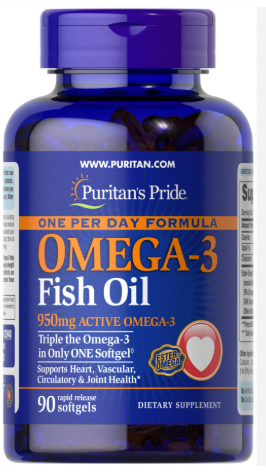 WWW.PURITAN.COM
Puritan's Pride®
ONE PER DAY FORMULA
OMEGA-3
Fish Oil
950mg ACTIVE OMEGA-3
Triple the Omega-3
in Only ONE Softgel◊
ESTER OMEGA
Supports Heart, Vascular,
Circulatory & Joint Health*
90 rapid release softgels
DIETARY SUPPLEMENT